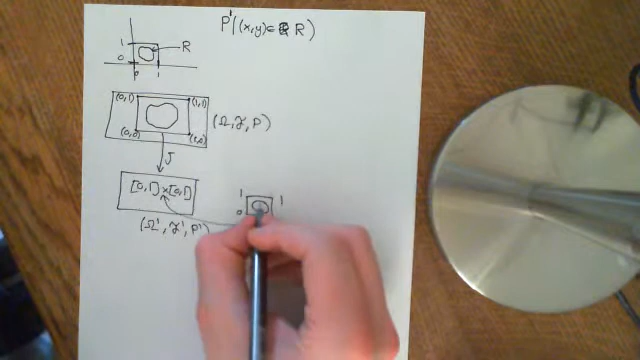 P'((x,y) ∈ R)
1
R
0
0 1
(0,1) (1,1)
(Ω, 𝓕, P)
(0,0) (1,0)
J
[0,1] × [0,1]
1 1
0
(Ω', 𝓕', P')